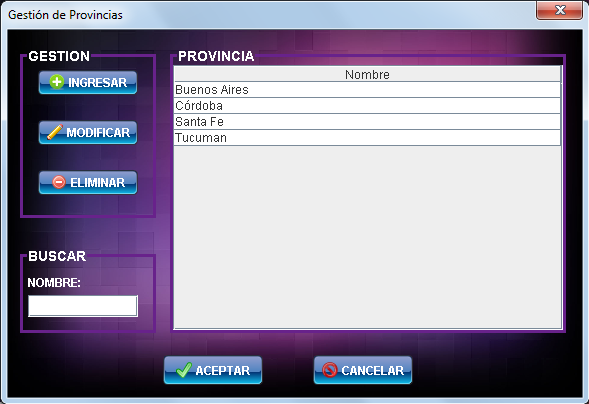 Gestión de Provincias
GESTION
INGRESAR
MODIFICAR
ELIMINAR
BUSCAR
NOMBRE:
PROVINCIA
Nombre
Buenos Aires
Córdoba
Santa Fe
Tucuman
ACEPTAR
CANCELAR